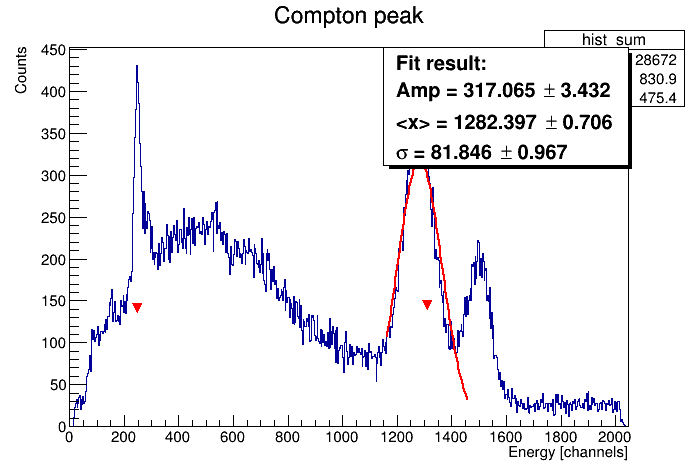 Compton peak
hist_sum
28672
830.9
475.4
Fit result:
Amp = 317.065 ± 3.432
<x> = 1282.397 ± 0.706
σ = 81.846 ± 0.967
Counts
450
400
350
300
250
200
150
100
50
0
0 200 400 600 800 1000 1200 1400 1600 1800 2000
Energy [channels]